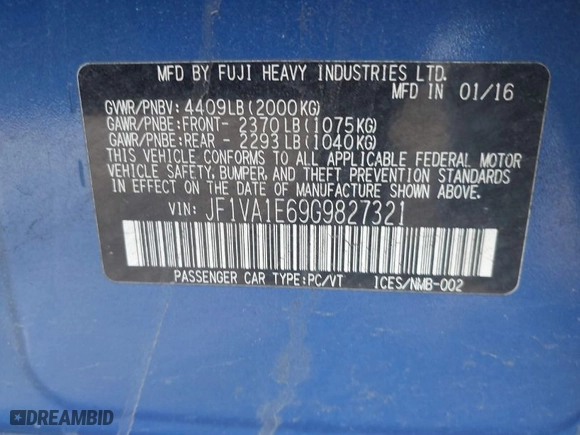 MFD BY FUJI HEAVY INDUSTRIES LTD.
MFD IN 01/16
GVWR/PNBV: 4409LB(2000KG)
GAWR/PNBE:FRONT- 2370LB(1075KG)
GAWR/PNBE:REAR - 2293LB(1040KG)
THIS VEHICLE CONFORMS TO ALL APPLICABLE FEDERAL MOTOR
VEHICLE SAFETY, BUMPER, AND THEFT PREVENTION STANDARDS
IN EFFECT ON THE DATE OF MANUFACTURE SHOWN ABOVE.
VIN: JF1VA1E69G9827321
PASSENGER CAR TYPE:PC/VT ICES/NMB-002
DREAMBID